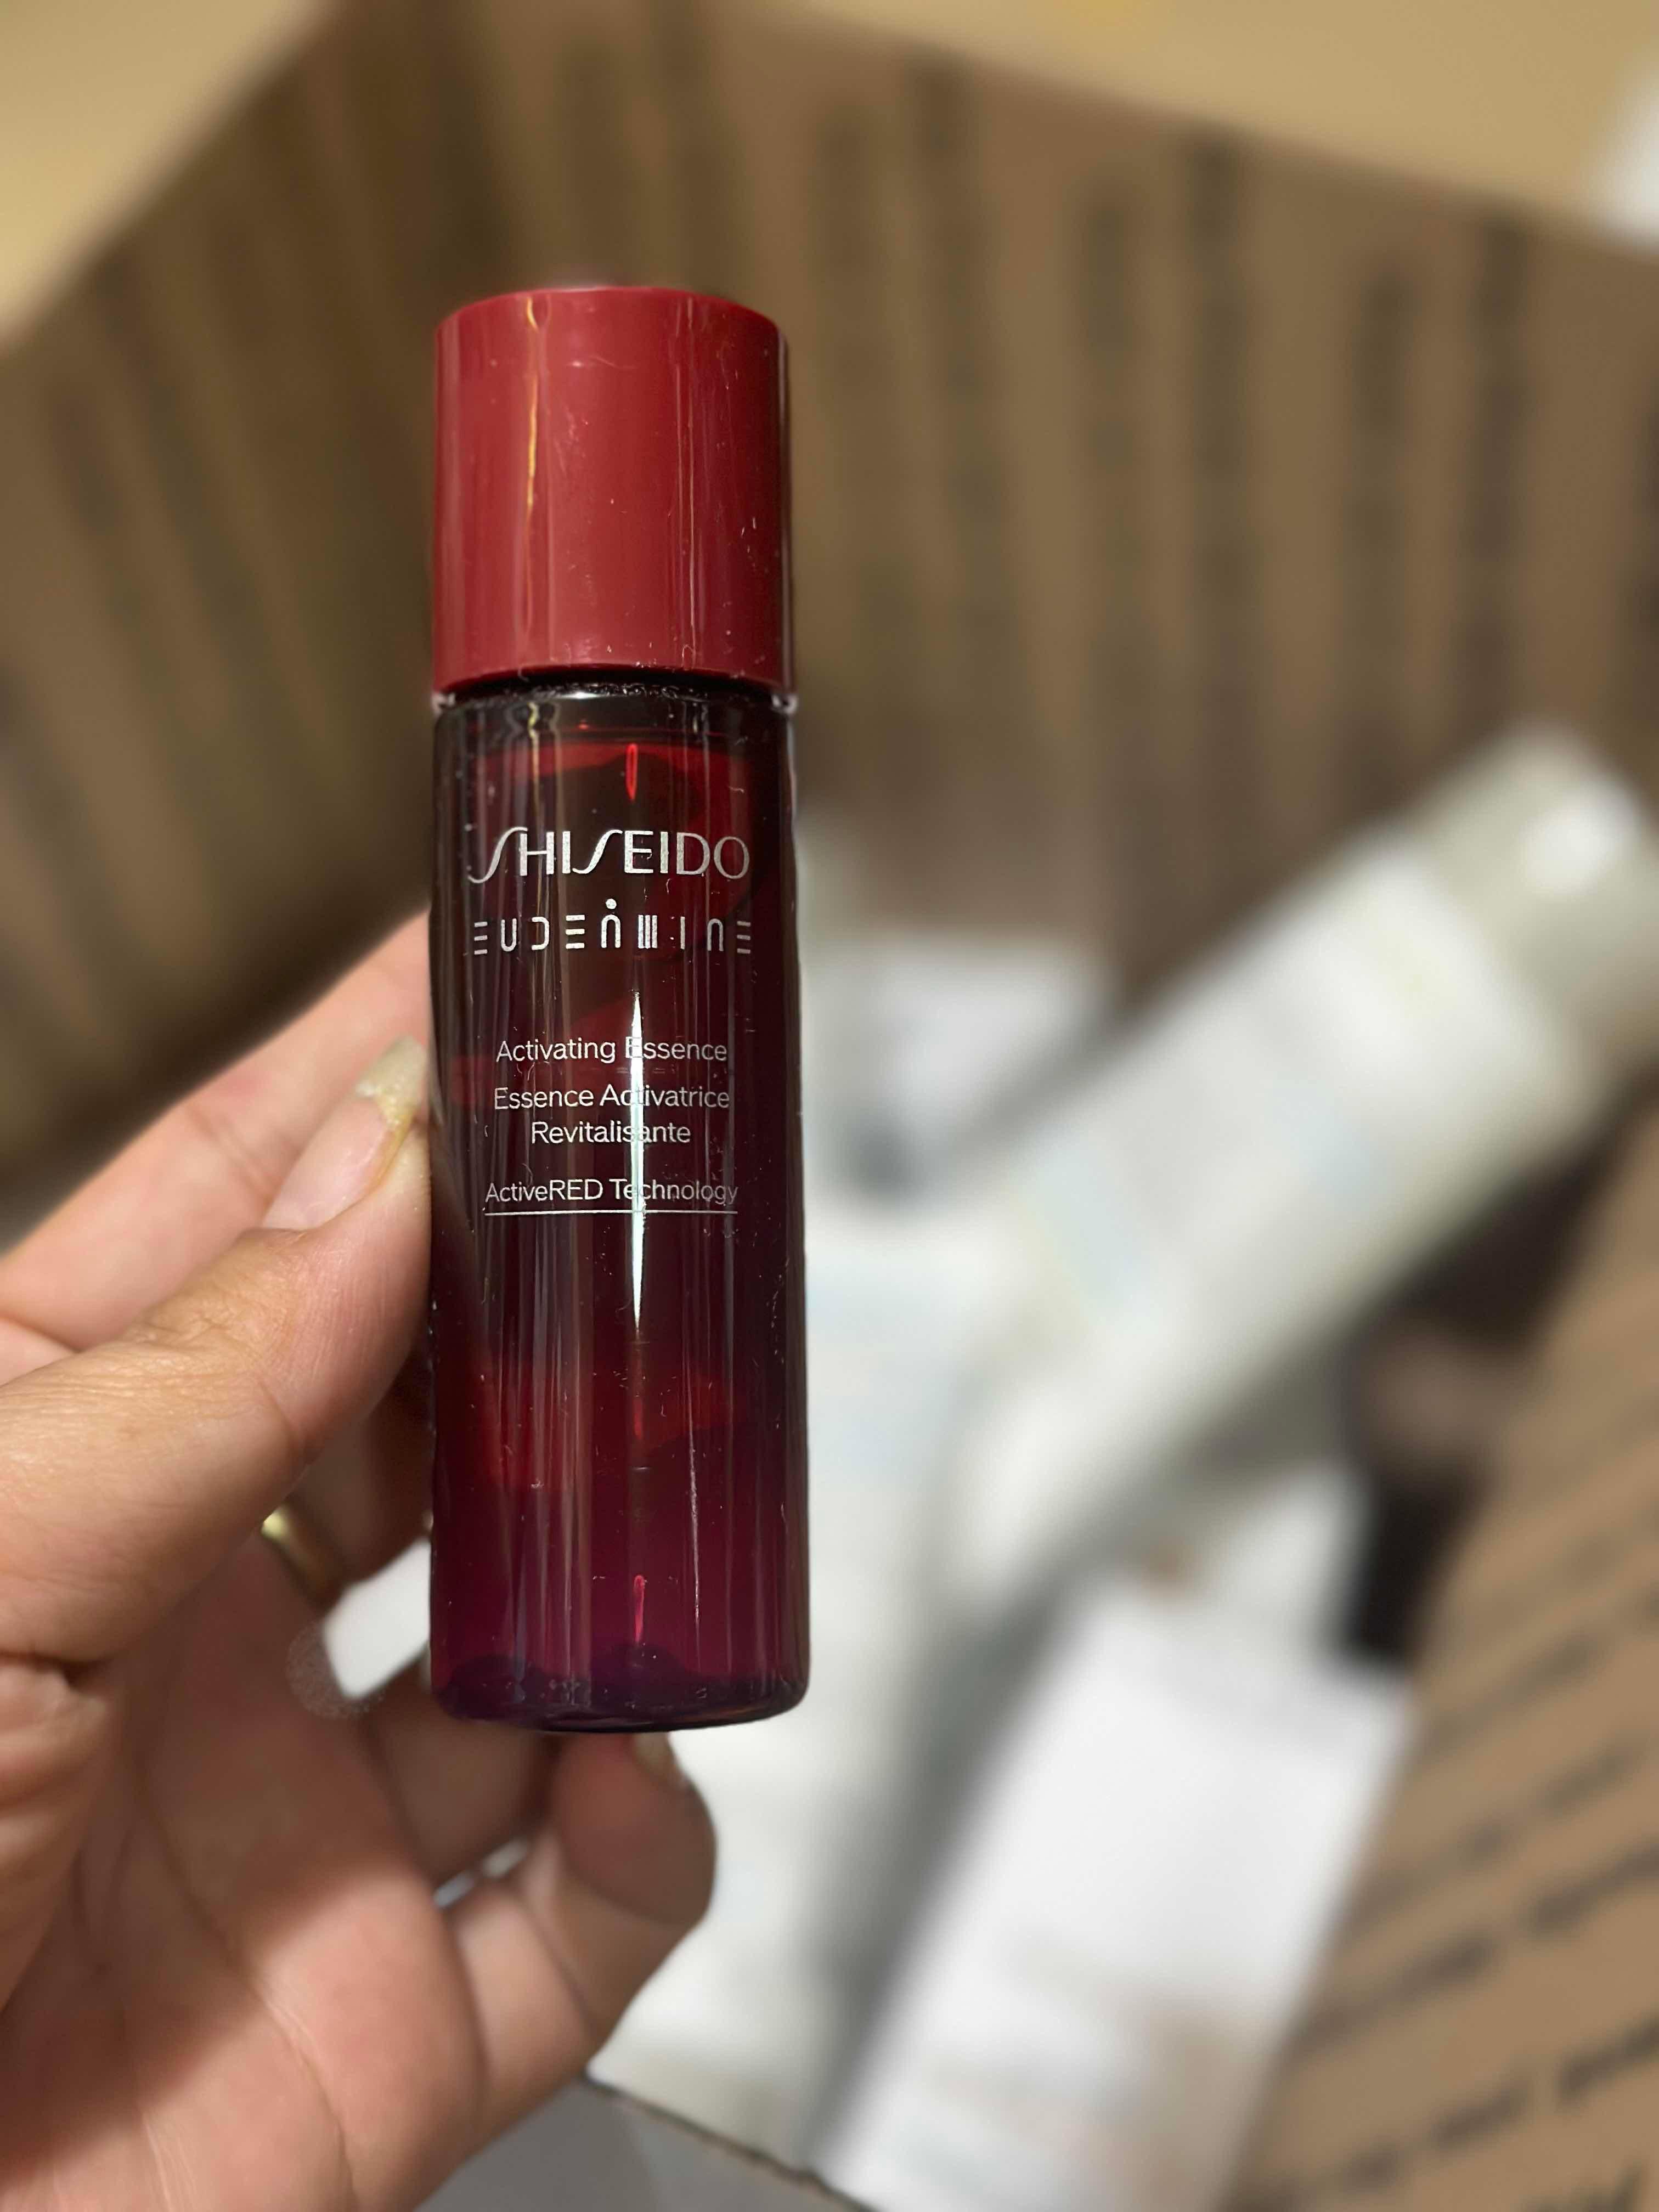 SHISEIDO
EUDERMINE
Activating Essence
Essence Activatrice
Revitalisante
ActiveRED Technology